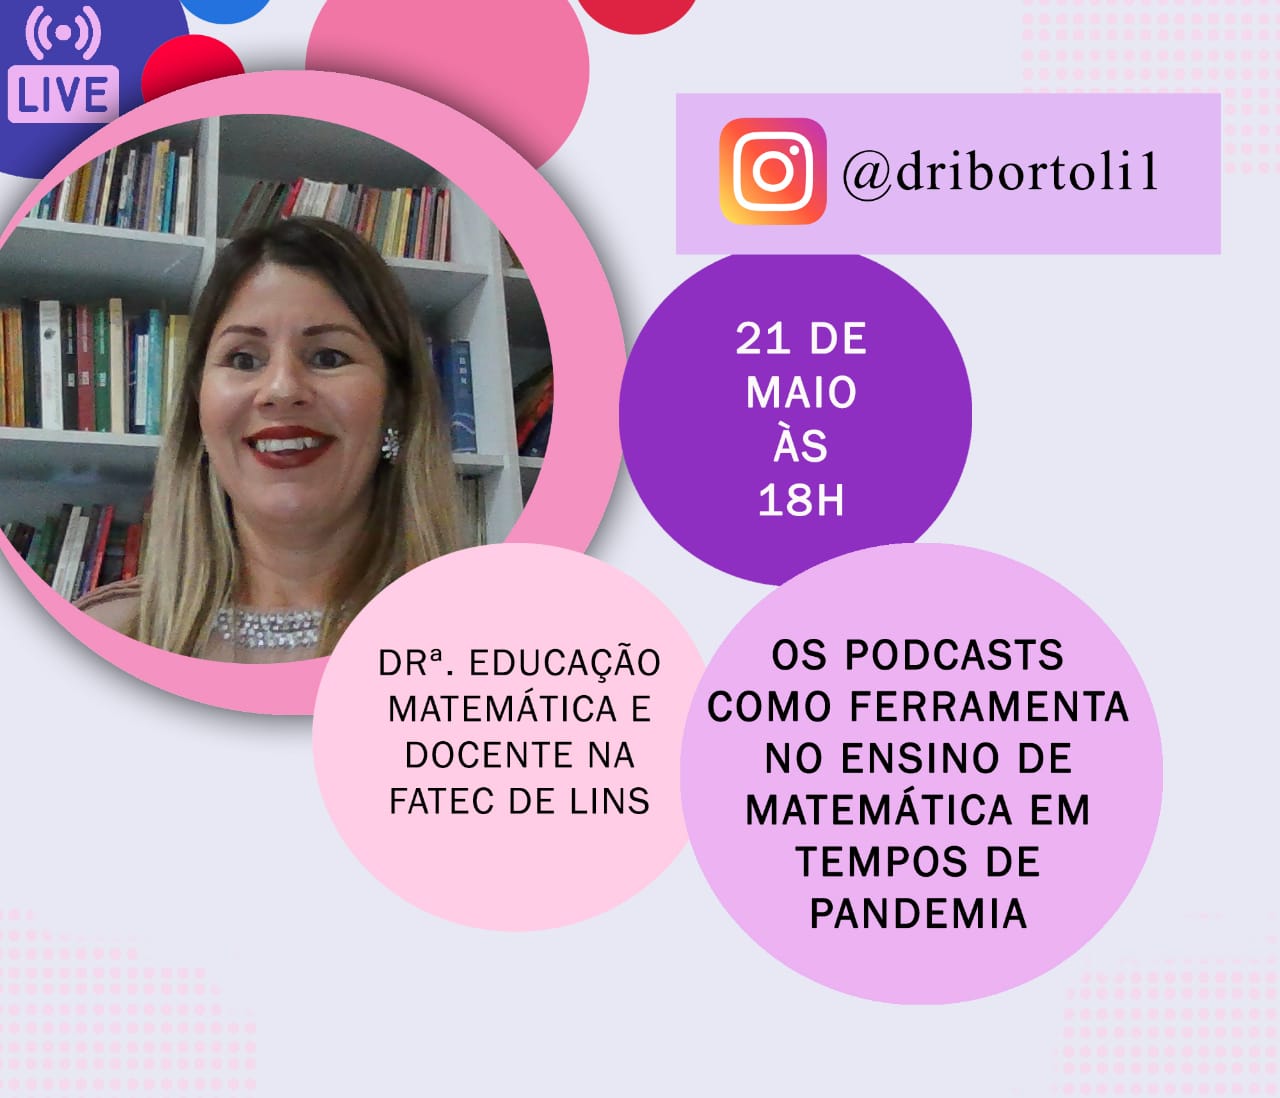 LIVE
@dribortoli1
21 DE
MAIO
ÀS
18H
DRª. EDUCAÇÃO
MATEMÁTICA E
DOCENTE NA
FATEC DE LINS
OS PODCASTS
COMO FERRAMENTA
NO ENSINO DE
MATEMÁTICA EM
TEMPOS DE
PANDEMIA